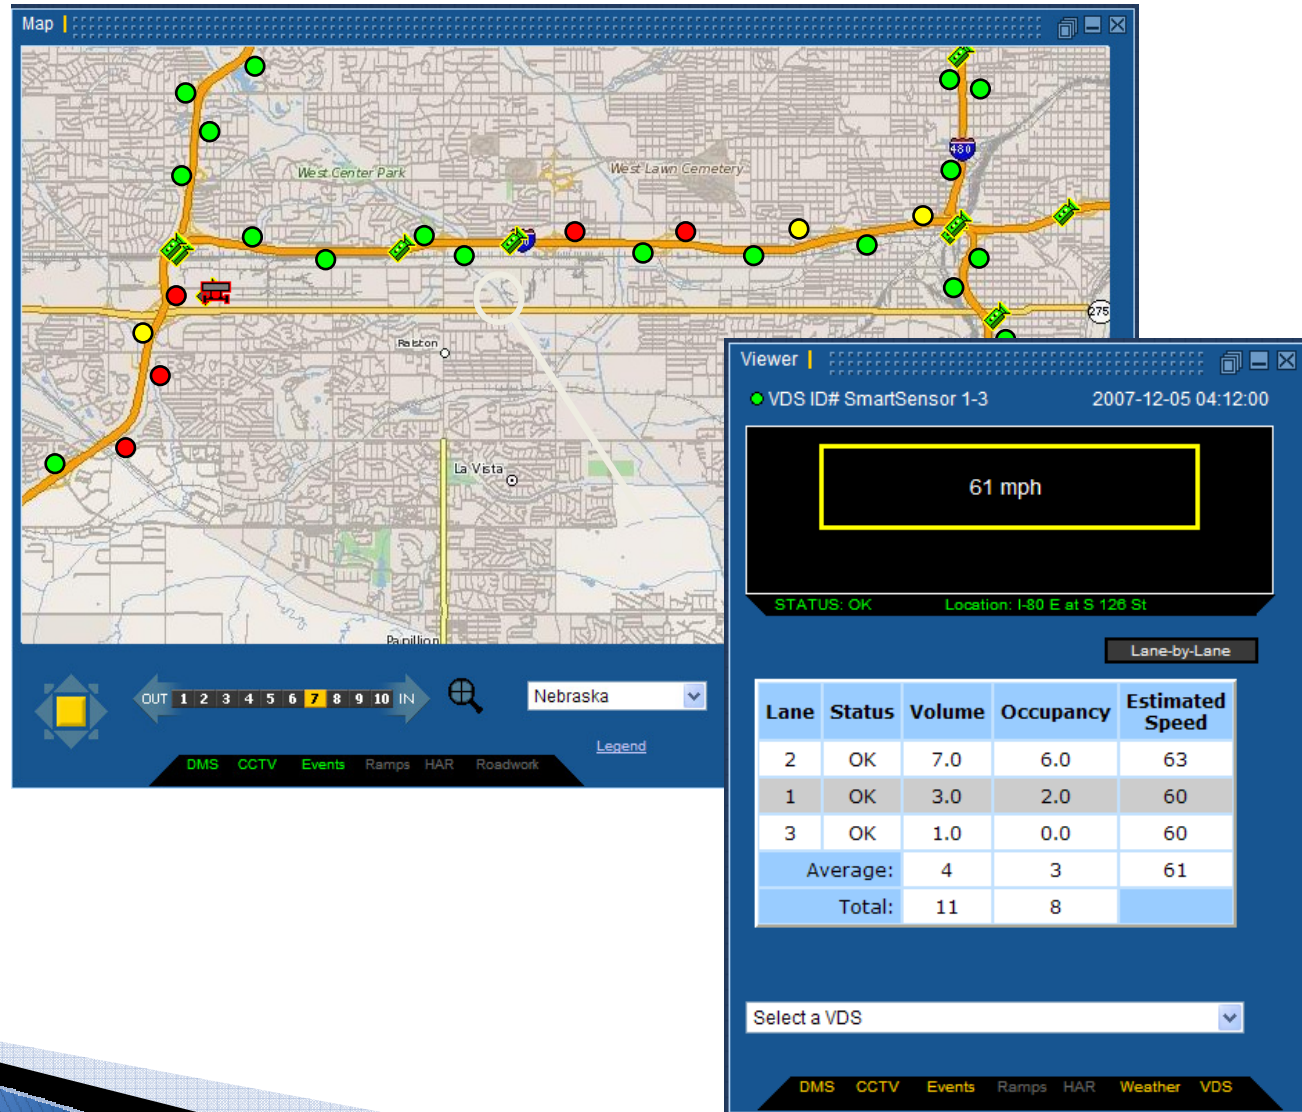 Map
480
West Center Park
West Lawn Cemetery
275
Ralston
La Vista
Papillion
OUT 1 2 3 4 5 6 7 8 9 10 IN
Nebraska
Legend
DMS CCTV Events Ramps HAR Roadwork
Viewer
VDS ID# SmartSensor 1-3 2007-12-05 04:12:00
61 mph
STATUS: OK Location: I-80 E at S 126 St
Lane-by-Lane
Lane Status Volume Occupancy Estimated Speed
2 OK 7.0 6.0 63
1 OK 3.0 2.0 60
3 OK 1.0 0.0 60
Average: 4 3 61
Total: 11 8
Select a VDS
DMS CCTV Events Ramps HAR Weather VDS